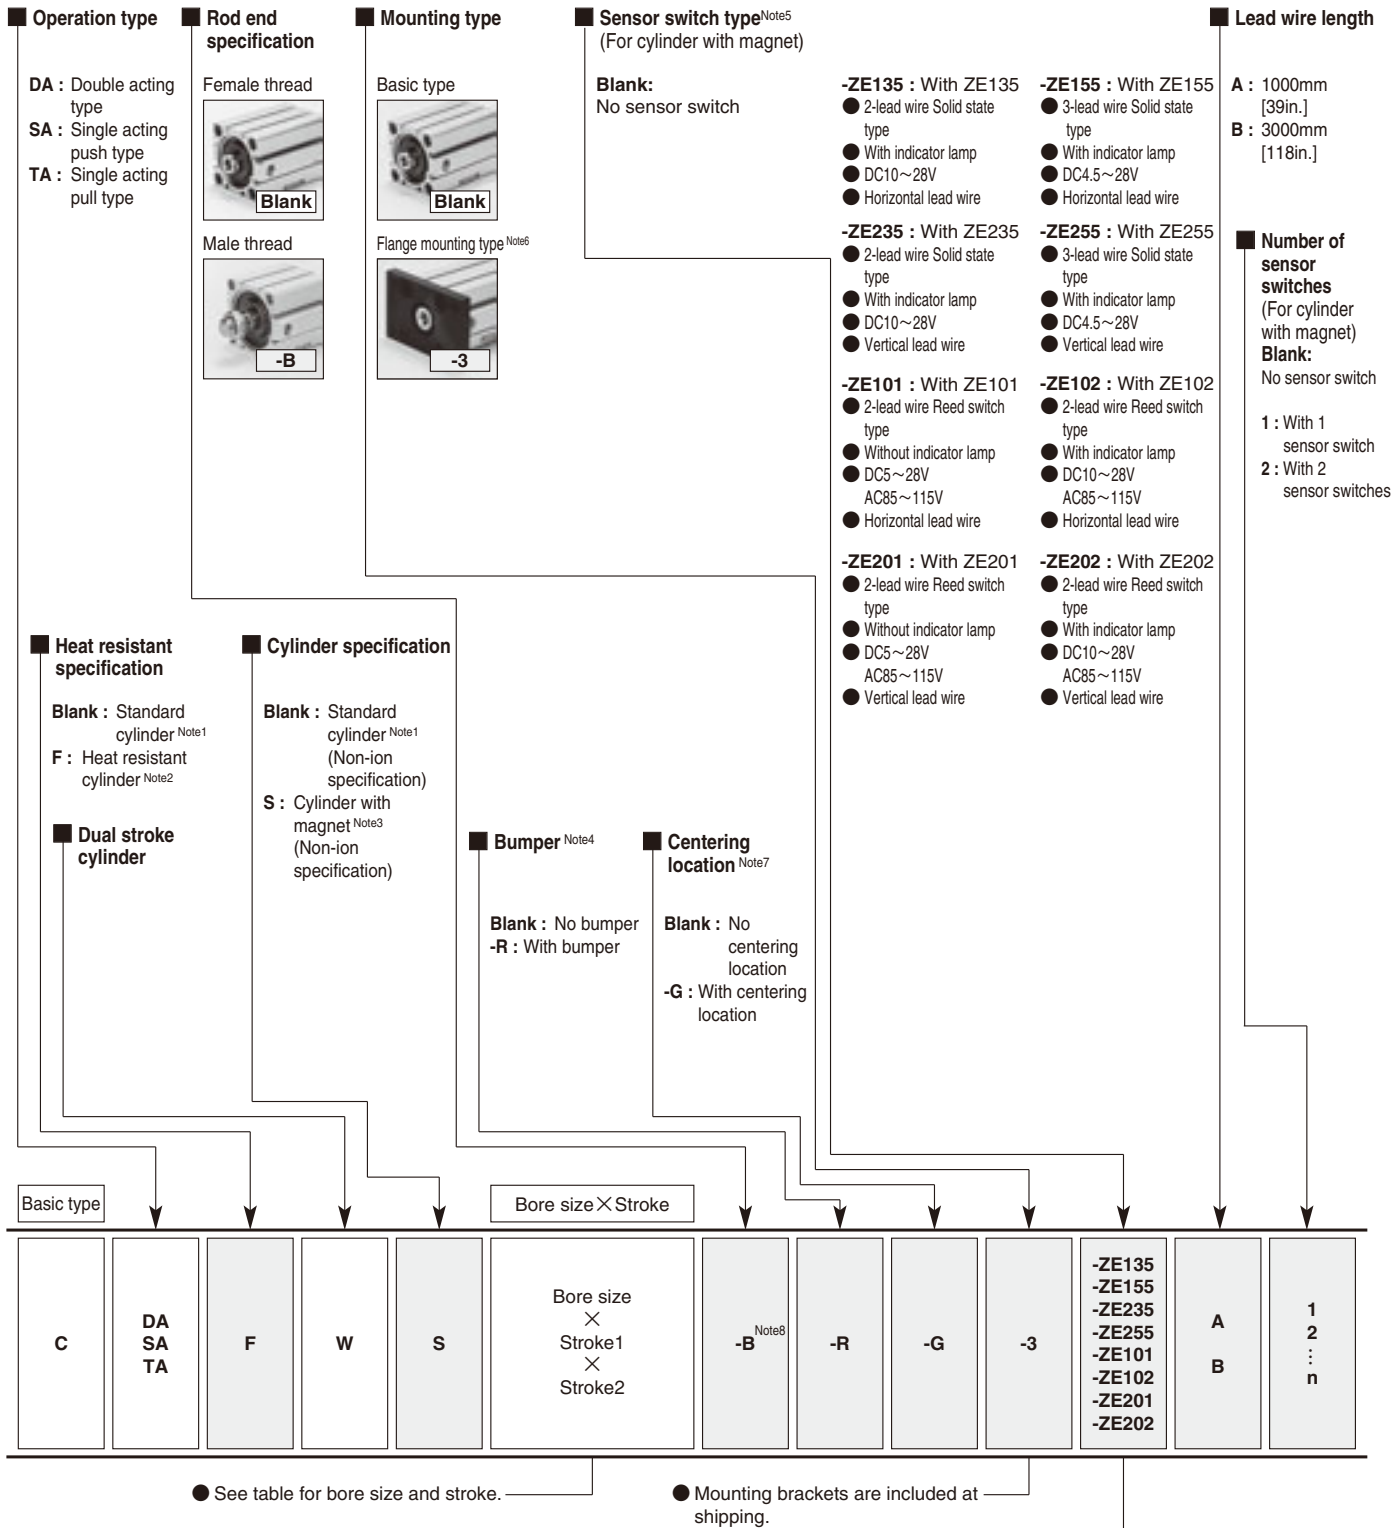 ■ Operation type
DA : Double acting
type
SA : Single acting
push type
TA : Single acting
pull type
■ Rod end
specification
Female thread
Blank
Male thread
-B
■ Mounting type
Basic type
Blank
Flange mounting type Note6
-3
■ Sensor switch type Note5
(For cylinder with magnet)
Blank:
No sensor switch
-ZE135 : With ZE135
● 2-lead wire Solid state
type
● With indicator lamp
● DC10～28V
● Horizontal lead wire
-ZE155 : With ZE155
● 3-lead wire Solid state
type
● With indicator lamp
● DC4.5～28V
● Horizontal lead wire
-ZE235 : With ZE235
● 2-lead wire Solid state
type
● With indicator lamp
● DC10～28V
● Vertical lead wire
-ZE255 : With ZE255
● 3-lead wire Solid state
type
● With indicator lamp
● DC4.5～28V
● Vertical lead wire
-ZE101 : With ZE101
● 2-lead wire Reed switch
type
● Without indicator lamp
● DC5～28V
AC85～115V
● Horizontal lead wire
-ZE102 : With ZE102
● 2-lead wire Reed switch
type
● With indicator lamp
● DC10～28V
AC85～115V
● Horizontal lead wire
-ZE201 : With ZE201
● 2-lead wire Reed switch
type
● Without indicator lamp
● DC5～28V
AC85～115V
● Vertical lead wire
-ZE202 : With ZE202
● 2-lead wire Reed switch
type
● With indicator lamp
● DC10～28V
AC85～115V
● Vertical lead wire
■ Lead wire length
A : 1000mm
[39in.]
B : 3000mm
[118in.]
■ Number of
sensor
switches
(For cylinder
with magnet)
Blank:
No sensor switch
1 : With 1
sensor switch
2 : With 2
sensor switches
■ Heat resistant
specification
Blank : Standard
cylinder Note1
F : Heat resistant
cylinder Note2
■ Dual stroke
cylinder
■ Cylinder specification
Blank : Standard
cylinder Note1
(Non-ion
specification)
S : Cylinder with
magnet Note3
(Non-ion
specification)
■ Bumper Note4
Blank : No bumper
-R : With bumper
■ Centering
location Note7
Blank : No
centering
location
-G : With centering
location
Basic type
Bore size×Stroke
C
DA
SA
TA
F
W
S
Bore size
×
Stroke1
×
Stroke2
-B Note8
-R
-G
-3
-ZE135
-ZE155
-ZE235
-ZE255
-ZE101
-ZE102
-ZE201
-ZE202
A
B
1
2
⋮
n
● See table for bore size and stroke.
● Mounting brackets are included at
shipping.